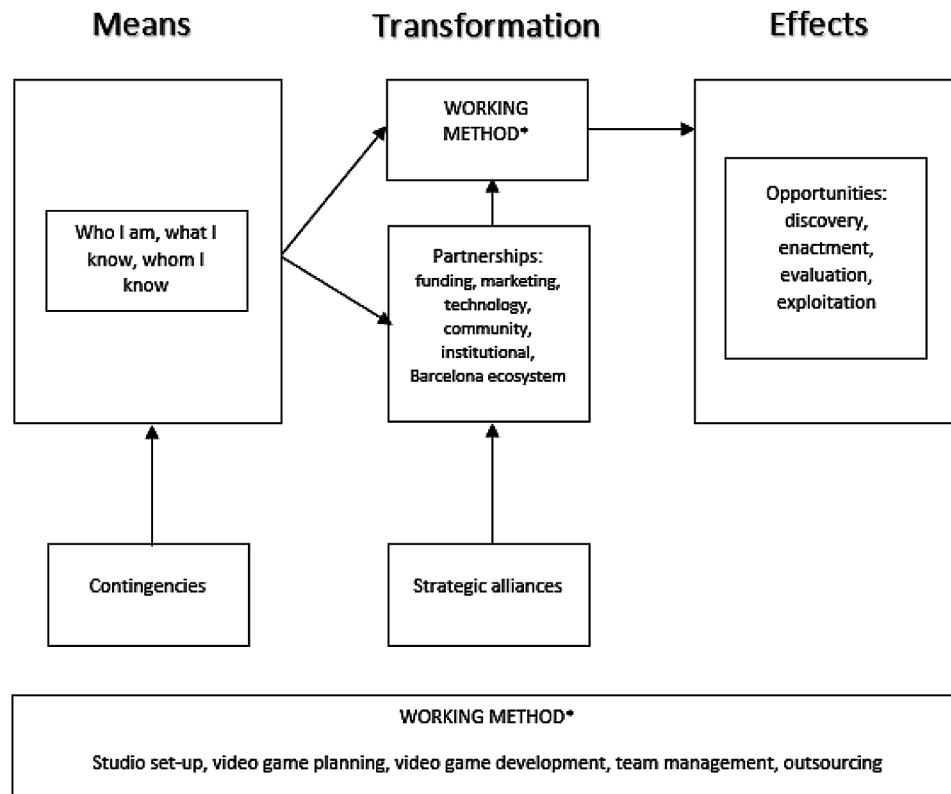 Means
Transformation
Effects
WORKING
METHOD*
Who I am, what I
know, whom I
know
Partnerships:
funding, marketing,
technology,
community,
institutional,
Barcelona ecosystem
Opportunities:
discovery,
enactment,
evaluation,
exploitation
Contingencies
Strategic alliances
WORKING METHOD*
Studio set-up, video game planning, video game development, team management, outsourcing